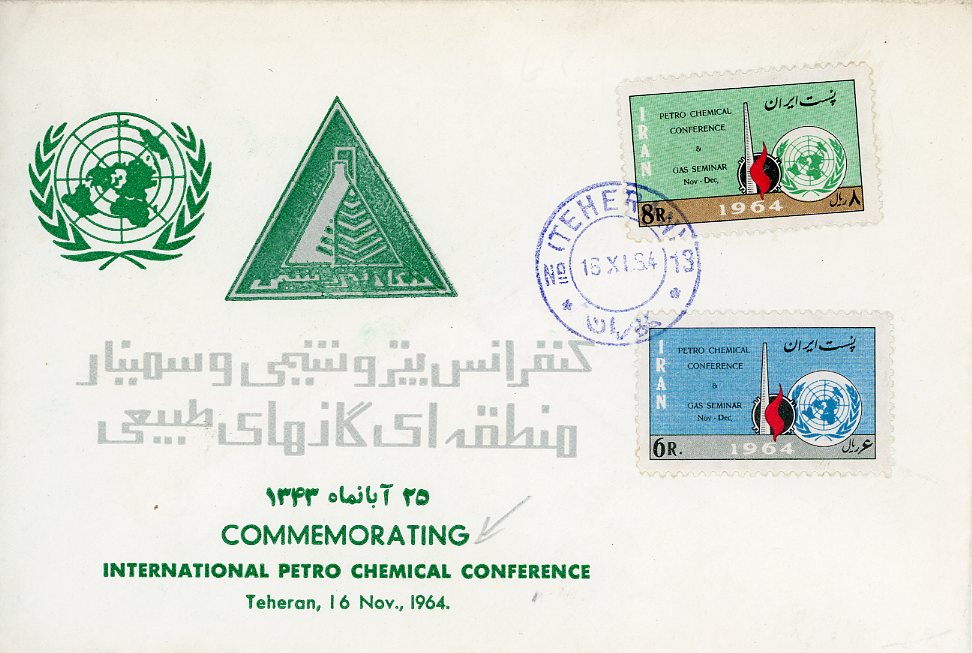 IRAN
پست ایران
PETRO CHEMICAL
CONFERENCE
&
GAS SEMINAR
Nov-Dec,
8R. 1964 ۸ ریال
TEHERAN
No 16 XI.64 13
IRAN
پست ایران
PETRO CHEMICAL
CONFERENCE
&
GAS SEMINAR
Nov-Dec,
6R. 1964 ۶ ریال
کنفرانس پتروشیمی و سمینار
منطقه ای گازهای طبیعی
۲۵ آبانماه ۱۳۴۳
COMMEMORATING
INTERNATIONAL PETRO CHEMICAL CONFERENCE
Teheran, 16 Nov., 1964.